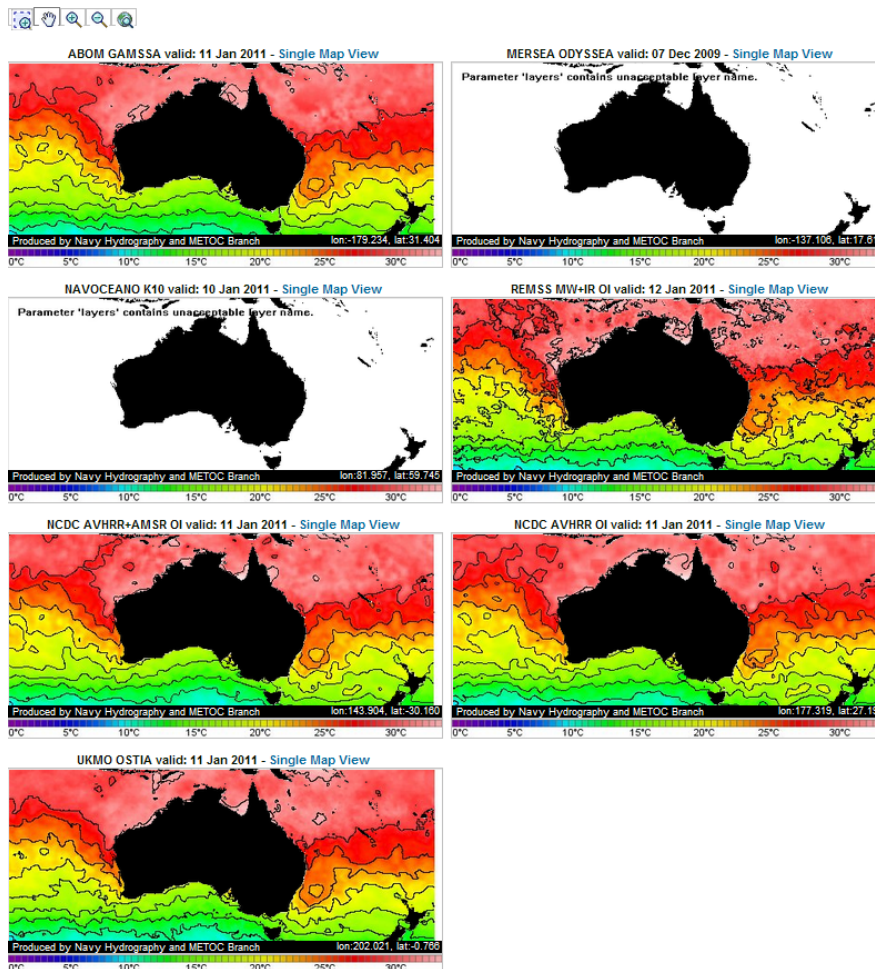 ABOM GAMSSA valid: 11 Jan 2011 - Single Map View
Produced by Navy Hydrography and METOC Branch lon:-179.234, lat:31.404
0°C 5°C 10°C 15°C 20°C 25°C 30°C
MERSEA ODYSSEA valid: 07 Dec 2009 - Single Map View
Parameter 'layers' contains unacceptable layer name.
Produced by Navy Hydrography and METOC Branch lon:-137.106, lat:17.61
0°C 5°C 10°C 15°C 20°C 25°C 30°C
NAVOCEANO K10 valid: 10 Jan 2011 - Single Map View
Parameter 'layers' contains unacceptable layer name.
Produced by Navy Hydrography and METOC Branch lon:81.957, lat:59.745
0°C 5°C 10°C 15°C 20°C 25°C 30°C
REMSS MW+IR OI valid: 12 Jan 2011 - Single Map View
Produced by Navy Hydrography and METOC Branch
0°C 5°C 10°C 15°C 20°C 25°C 30°C
NCDC AVHRR+AMSR OI valid: 11 Jan 2011 - Single Map View
Produced by Navy Hydrography and METOC Branch lon:143.904, lat:-30.160
0°C 5°C 10°C 15°C 20°C 25°C 30°C
NCDC AVHRR OI valid: 11 Jan 2011 - Single Map View
Produced by Navy Hydrography and METOC Branch lon:177.319, lat:27.19
0°C 5°C 10°C 15°C 20°C 25°C 30°C
UKMO OSTIA valid: 11 Jan 2011 - Single Map View
Produced by Navy Hydrography and METOC Branch lon:202.021, lat:-0.766
0°C 5°C 10°C 15°C 20°C 25°C 30°C